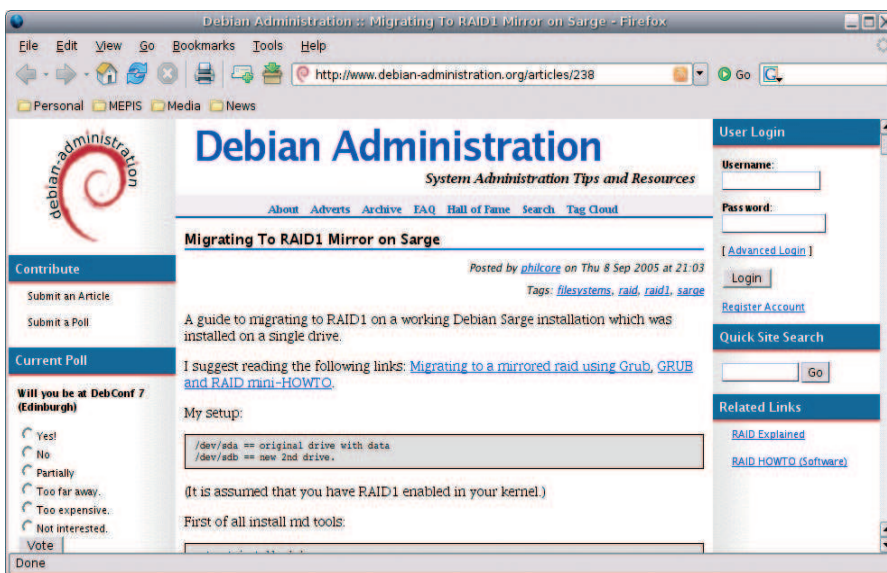 Debian Administration :: Migrating To RAID1 Mirror on Sarge - Firefox
File Edit View Go Bookmarks Tools Help
http://www.debian-administration.org/articles/238
Go
Personal MEPIS Media News
debian-administration
Contribute
Submit an Article
Submit a Poll
Current Poll
Will you be at DebConf 7
(Edinburgh)
Yes!
No
Partially
Too far away.
Too expensive.
Not interested.
Vote
Debian Administration
System Administration Tips and Resources
About Adverts Archive FAQ Hall of Fame Search Tag Cloud
Migrating To RAID1 Mirror on Sarge
Posted by philcore on Thu 8 Sep 2005 at 21:03
Tags: filesystems, raid, raid1, sarge
A guide to migrating to RAID1 on a working Debian Sarge installation which was
installed on a single drive.
I suggest reading the following links: Migrating to a mirrored raid using Grub, GRUB
and RAID mini-HOWTO.
My setup:
/dev/sda == original drive with data
/dev/sdb == new 2nd drive.
(It is assumed that you have RAID1 enabled in your kernel.)
First of all install md tools:
User Login
Username:
Password:
[ Advanced Login ]
Login
Register Account
Quick Site Search
Go
Related Links
RAID Explained
RAID HOWTO (Software)
Done